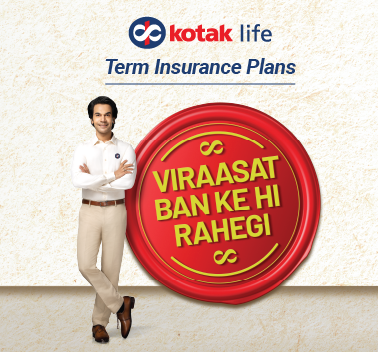 kotak life
Term Insurance Plans
VIRAASAT
BAN KE HI
RAHEGI